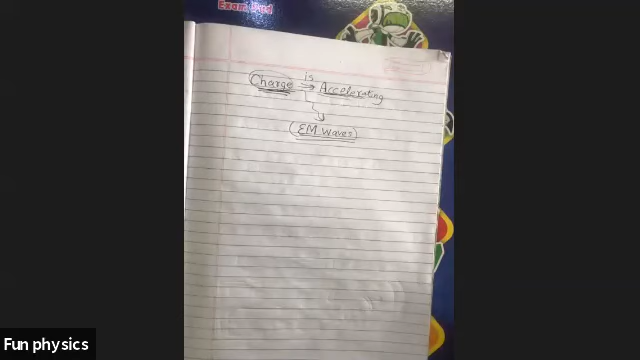 Exam Pad
is
Charge ⇒ Accelerating
EM waves
Fun physics